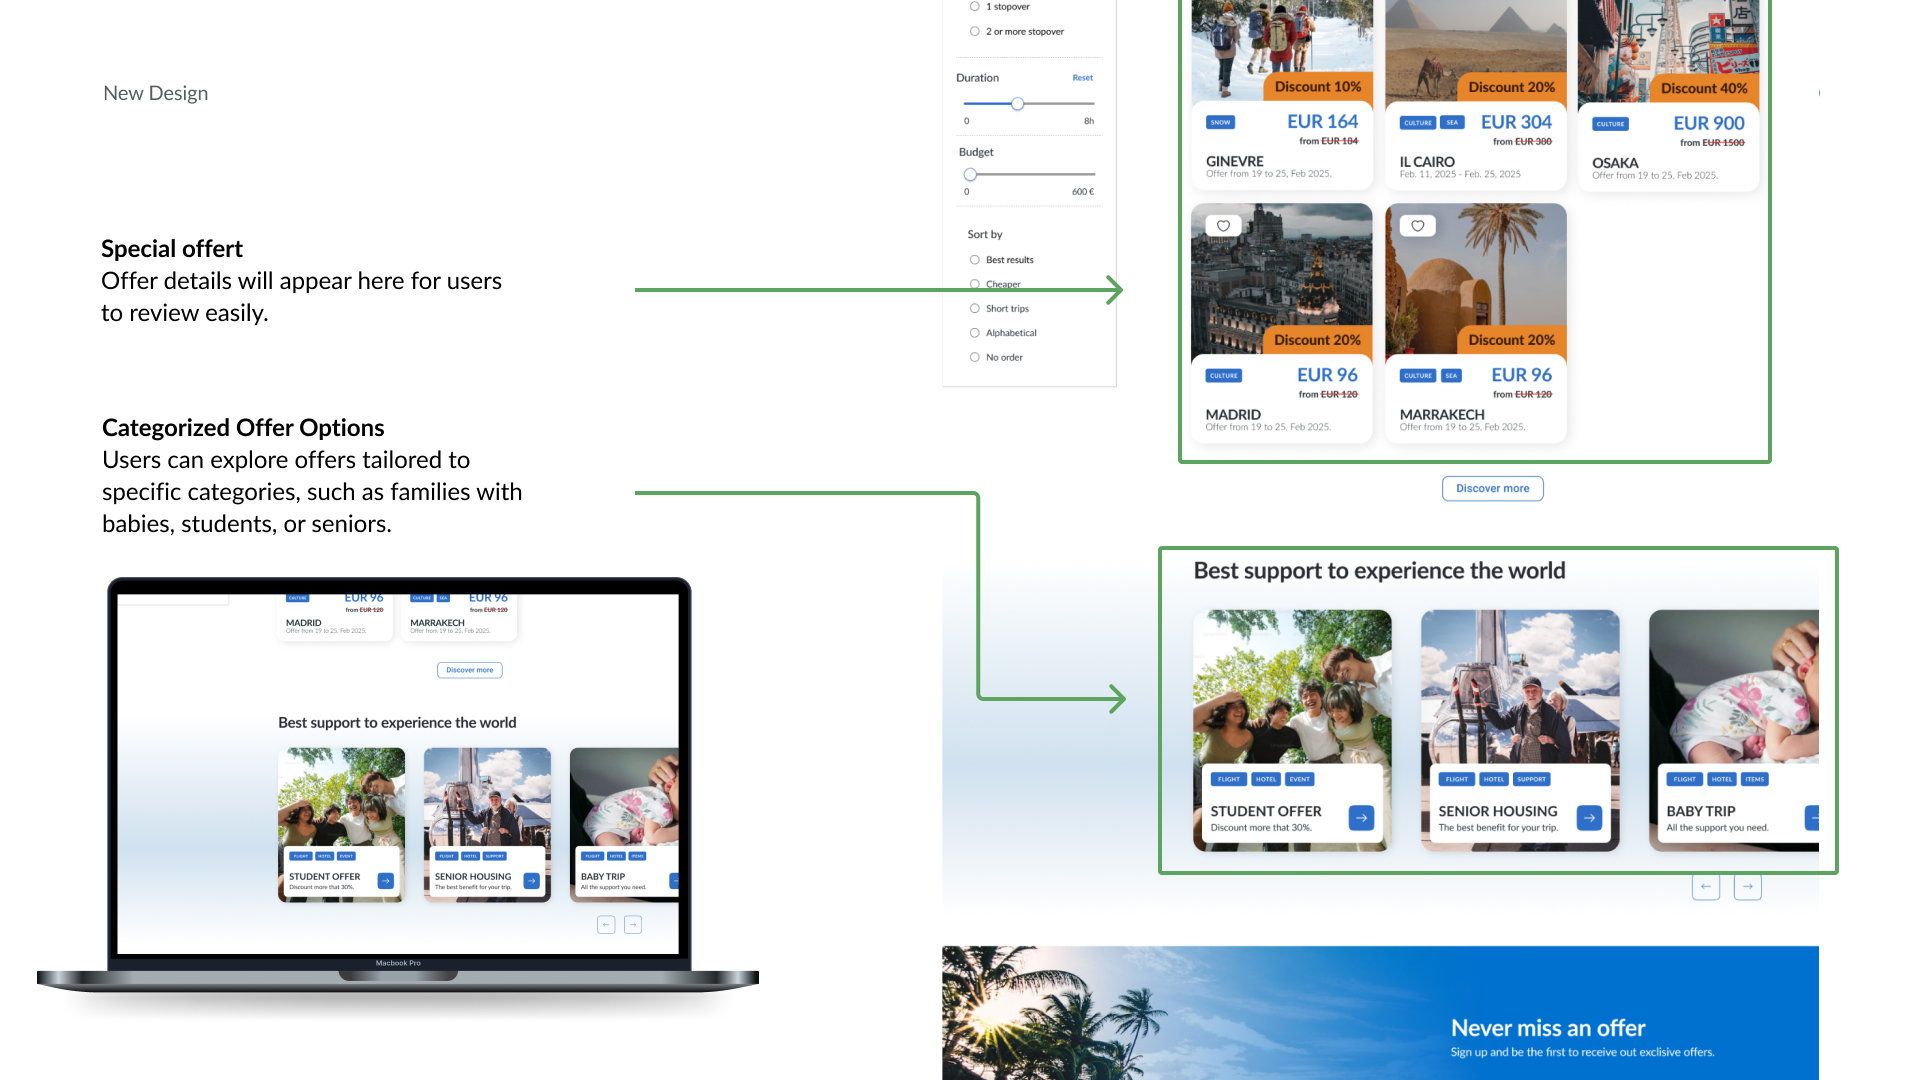 New Design
Special offert
Offer details will appear here for users
to review easily.
Categorized Offer Options
Users can explore offers tailored to
specific categories, such as families with
babies, students, or seniors.
CULTURE
EUR 96
from EUR 120
MADRID
Offer from 19 to 25, Feb 2025.
CULTURE
SEA
EUR 96
from EUR 120
MARRAKECH
Offer from 19 to 25, Feb 2025.
Discover more
Best support to experience the world
FLIGHT
HOTEL
EVENT
STUDENT OFFER
Discount more that 30%.
FLIGHT
HOTEL
SUPPORT
SENIOR HOUSING
The best benefit for your trip.
FLIGHT
HOTEL
ITEMS
BABY TRIP
All the support you need.
Macbook Pro
1 stopover
2 or more stopover
Duration
Reset
0
8h
Budget
0
600 €
Sort by
Best results
Cheaper
Short trips
Alphabetical
No order
Discount 10%
SNOW
EUR 164
from EUR 184
GINEVRE
Offer from 19 to 25, Feb 2025.
Discount 20%
CULTURE
SEA
EUR 304
from EUR 380
IL CAIRO
Feb. 11, 2025 - Feb. 25, 2025
店
ビリーズ
Discount 40%
CULTURE
EUR 900
from EUR 1500
OSAKA
Offer from 19 to 25, Feb 2025.
Discount 20%
CULTURE
EUR 96
from EUR 120
MADRID
Offer from 19 to 25, Feb 2025.
Discount 20%
CULTURE
SEA
EUR 96
from EUR 120
MARRAKECH
Offer from 19 to 25, Feb 2025.
Discover more
Best support to experience the world
FLIGHT
HOTEL
EVENT
STUDENT OFFER
Discount more that 30%.
FLIGHT
HOTEL
SUPPORT
SENIOR HOUSING
The best benefit for your trip.
FLIGHT
HOTEL
ITEMS
BABY TRIP
All the support you need.
Never miss an offer
Sign up and be the first to receive out exclisive offers.